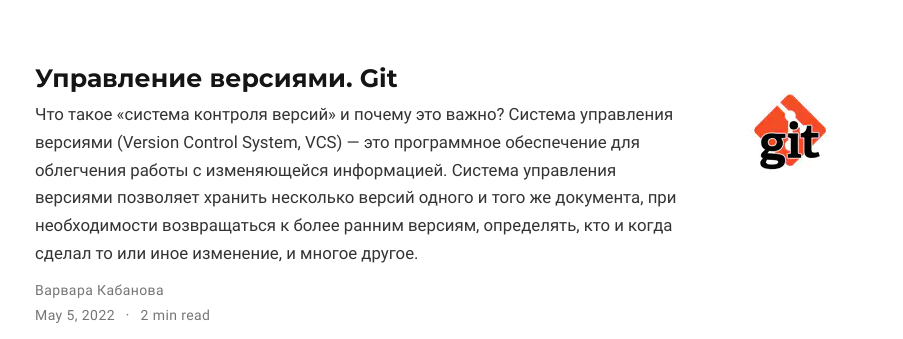 Управление версиями. Git
Что такое «система контроля версий» и почему это важно? Система управления
версиями (Version Control System, VCS) — это программное обеспечение для
облегчения работы с изменяющейся информацией. Система управления
версиями позволяет хранить несколько версий одного и того же документа, при
необходимости возвращаться к более ранним версиям, определять, кто и когда
сделал то или иное изменение, и многое другое.
Варвара Кабанова
May 5, 2022 · 2 min read
git